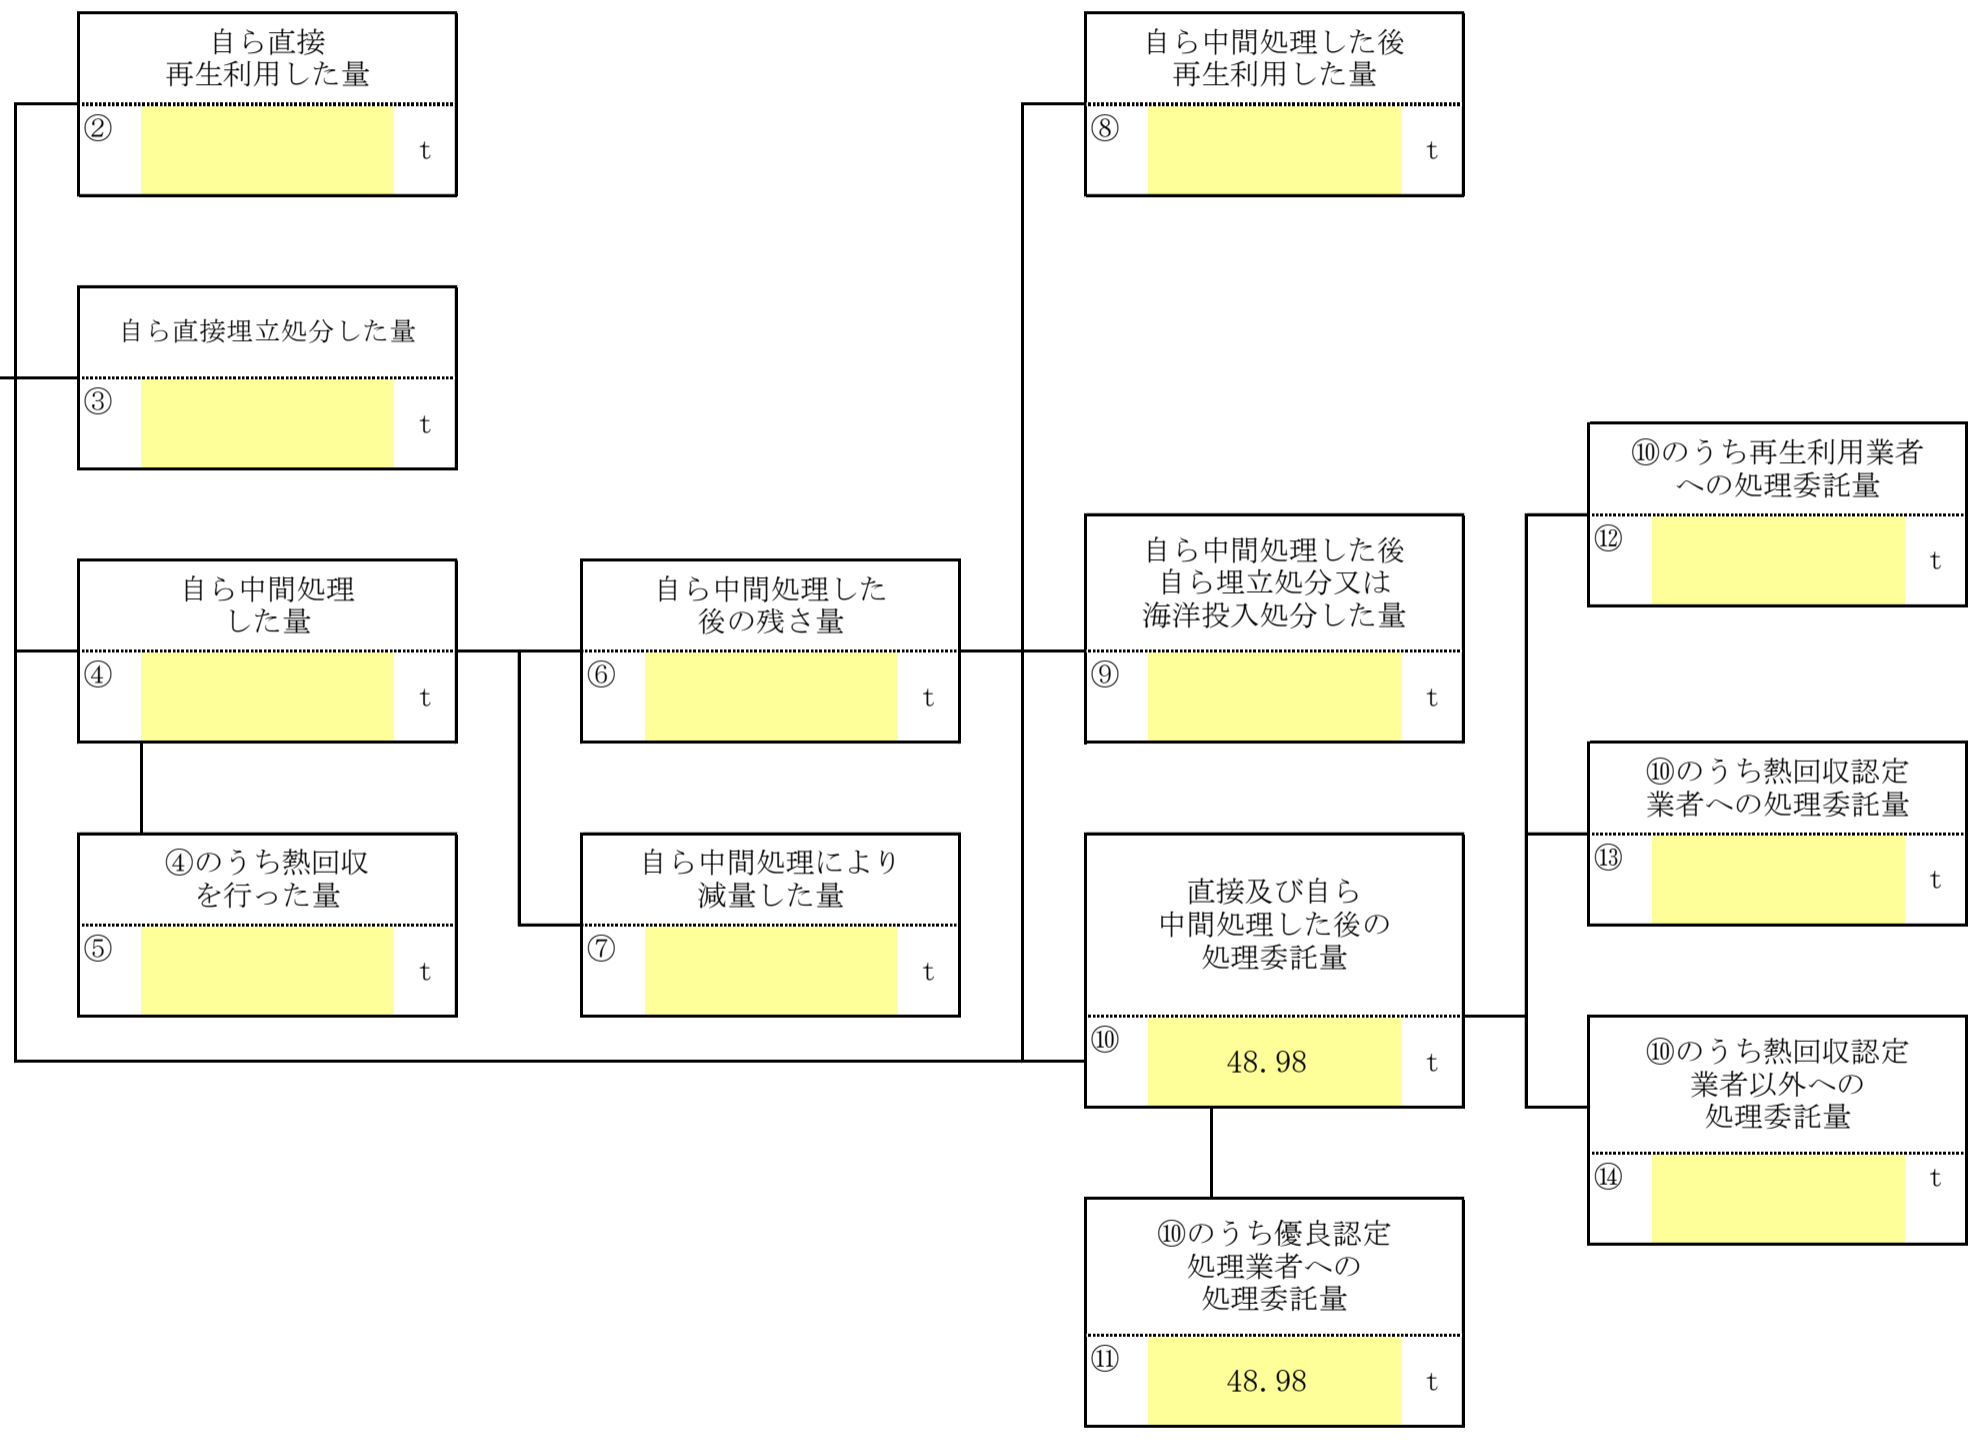 自ら直接
再生利用した量
②
t
自ら中間処理した後
再生利用した量
⑧
t
自ら直接埋立処分した量
③
t
⑩のうち再生利用業者
への処理委託量
⑫
t
自ら中間処理
した量
④
t
自ら中間処理した
後の残さ量
⑥
t
自ら中間処理した後
自ら埋立処分又は
海洋投入処分した量
⑨
t
⑩のうち熱回収認定
業者への処理委託量
⑬
t
④のうち熱回収
を行った量
⑤
t
自ら中間処理により
減量した量
⑦
t
直接及び自ら
中間処理した後の
処理委託量
⑩
48.98
t
⑩のうち熱回収認定
業者以外への
処理委託量
⑭
t
⑩のうち優良認定
処理業者への
処理委託量
⑪
48.98
t